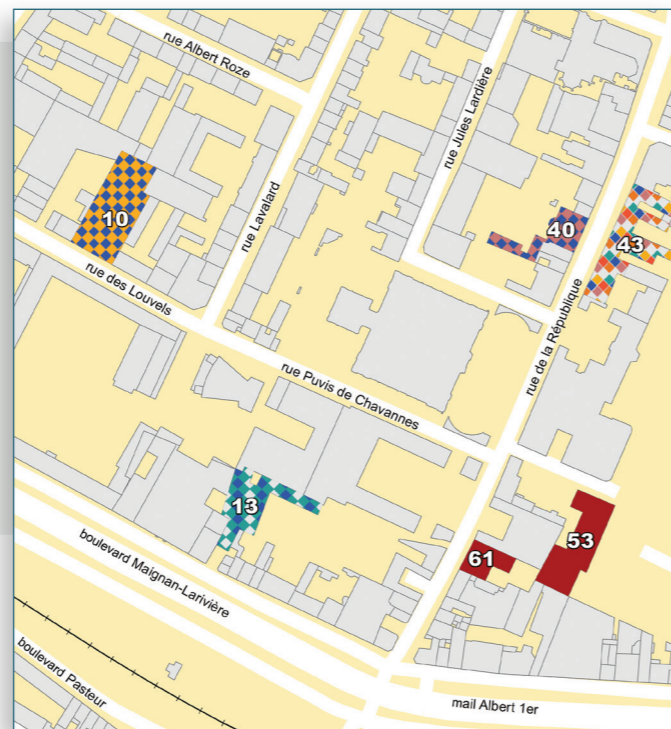 rue Albert Roze
rue Jules Lardière
rue Lavalard
10
40
43
rue des Louvels
rue de la République
rue Puvis de Chavannes
13
53
61
boulevard Maignan-Larivière
boulevard Pasteur
mail Albert 1er